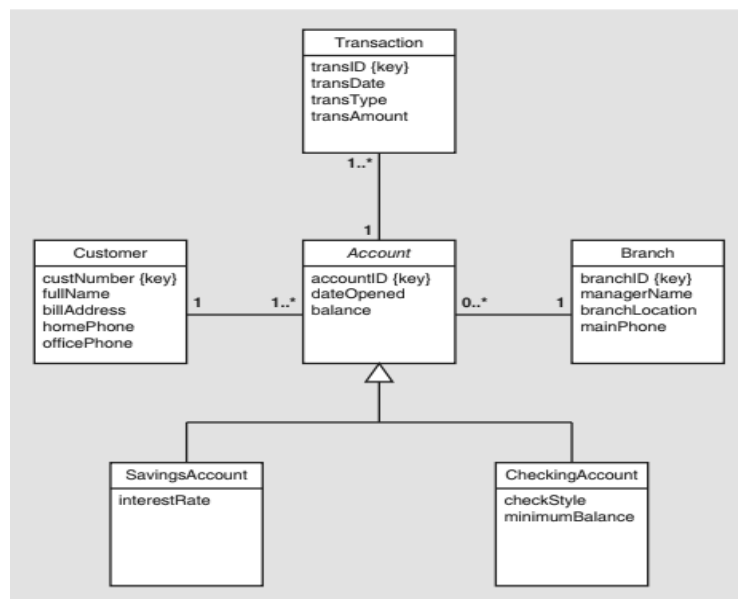 Transaction
transID {key}
transDate
transType
transAmount
1..*
1
Customer
custNumber {key}
fullName
billAddress
homePhone
officePhone
1
1..*
Account
accountID {key}
dateOpened
balance
0..*
1
Branch
branchID {key}
managerName
branchLocation
mainPhone
SavingsAccount
interestRate
CheckingAccount
checkStyle
minimumBalance